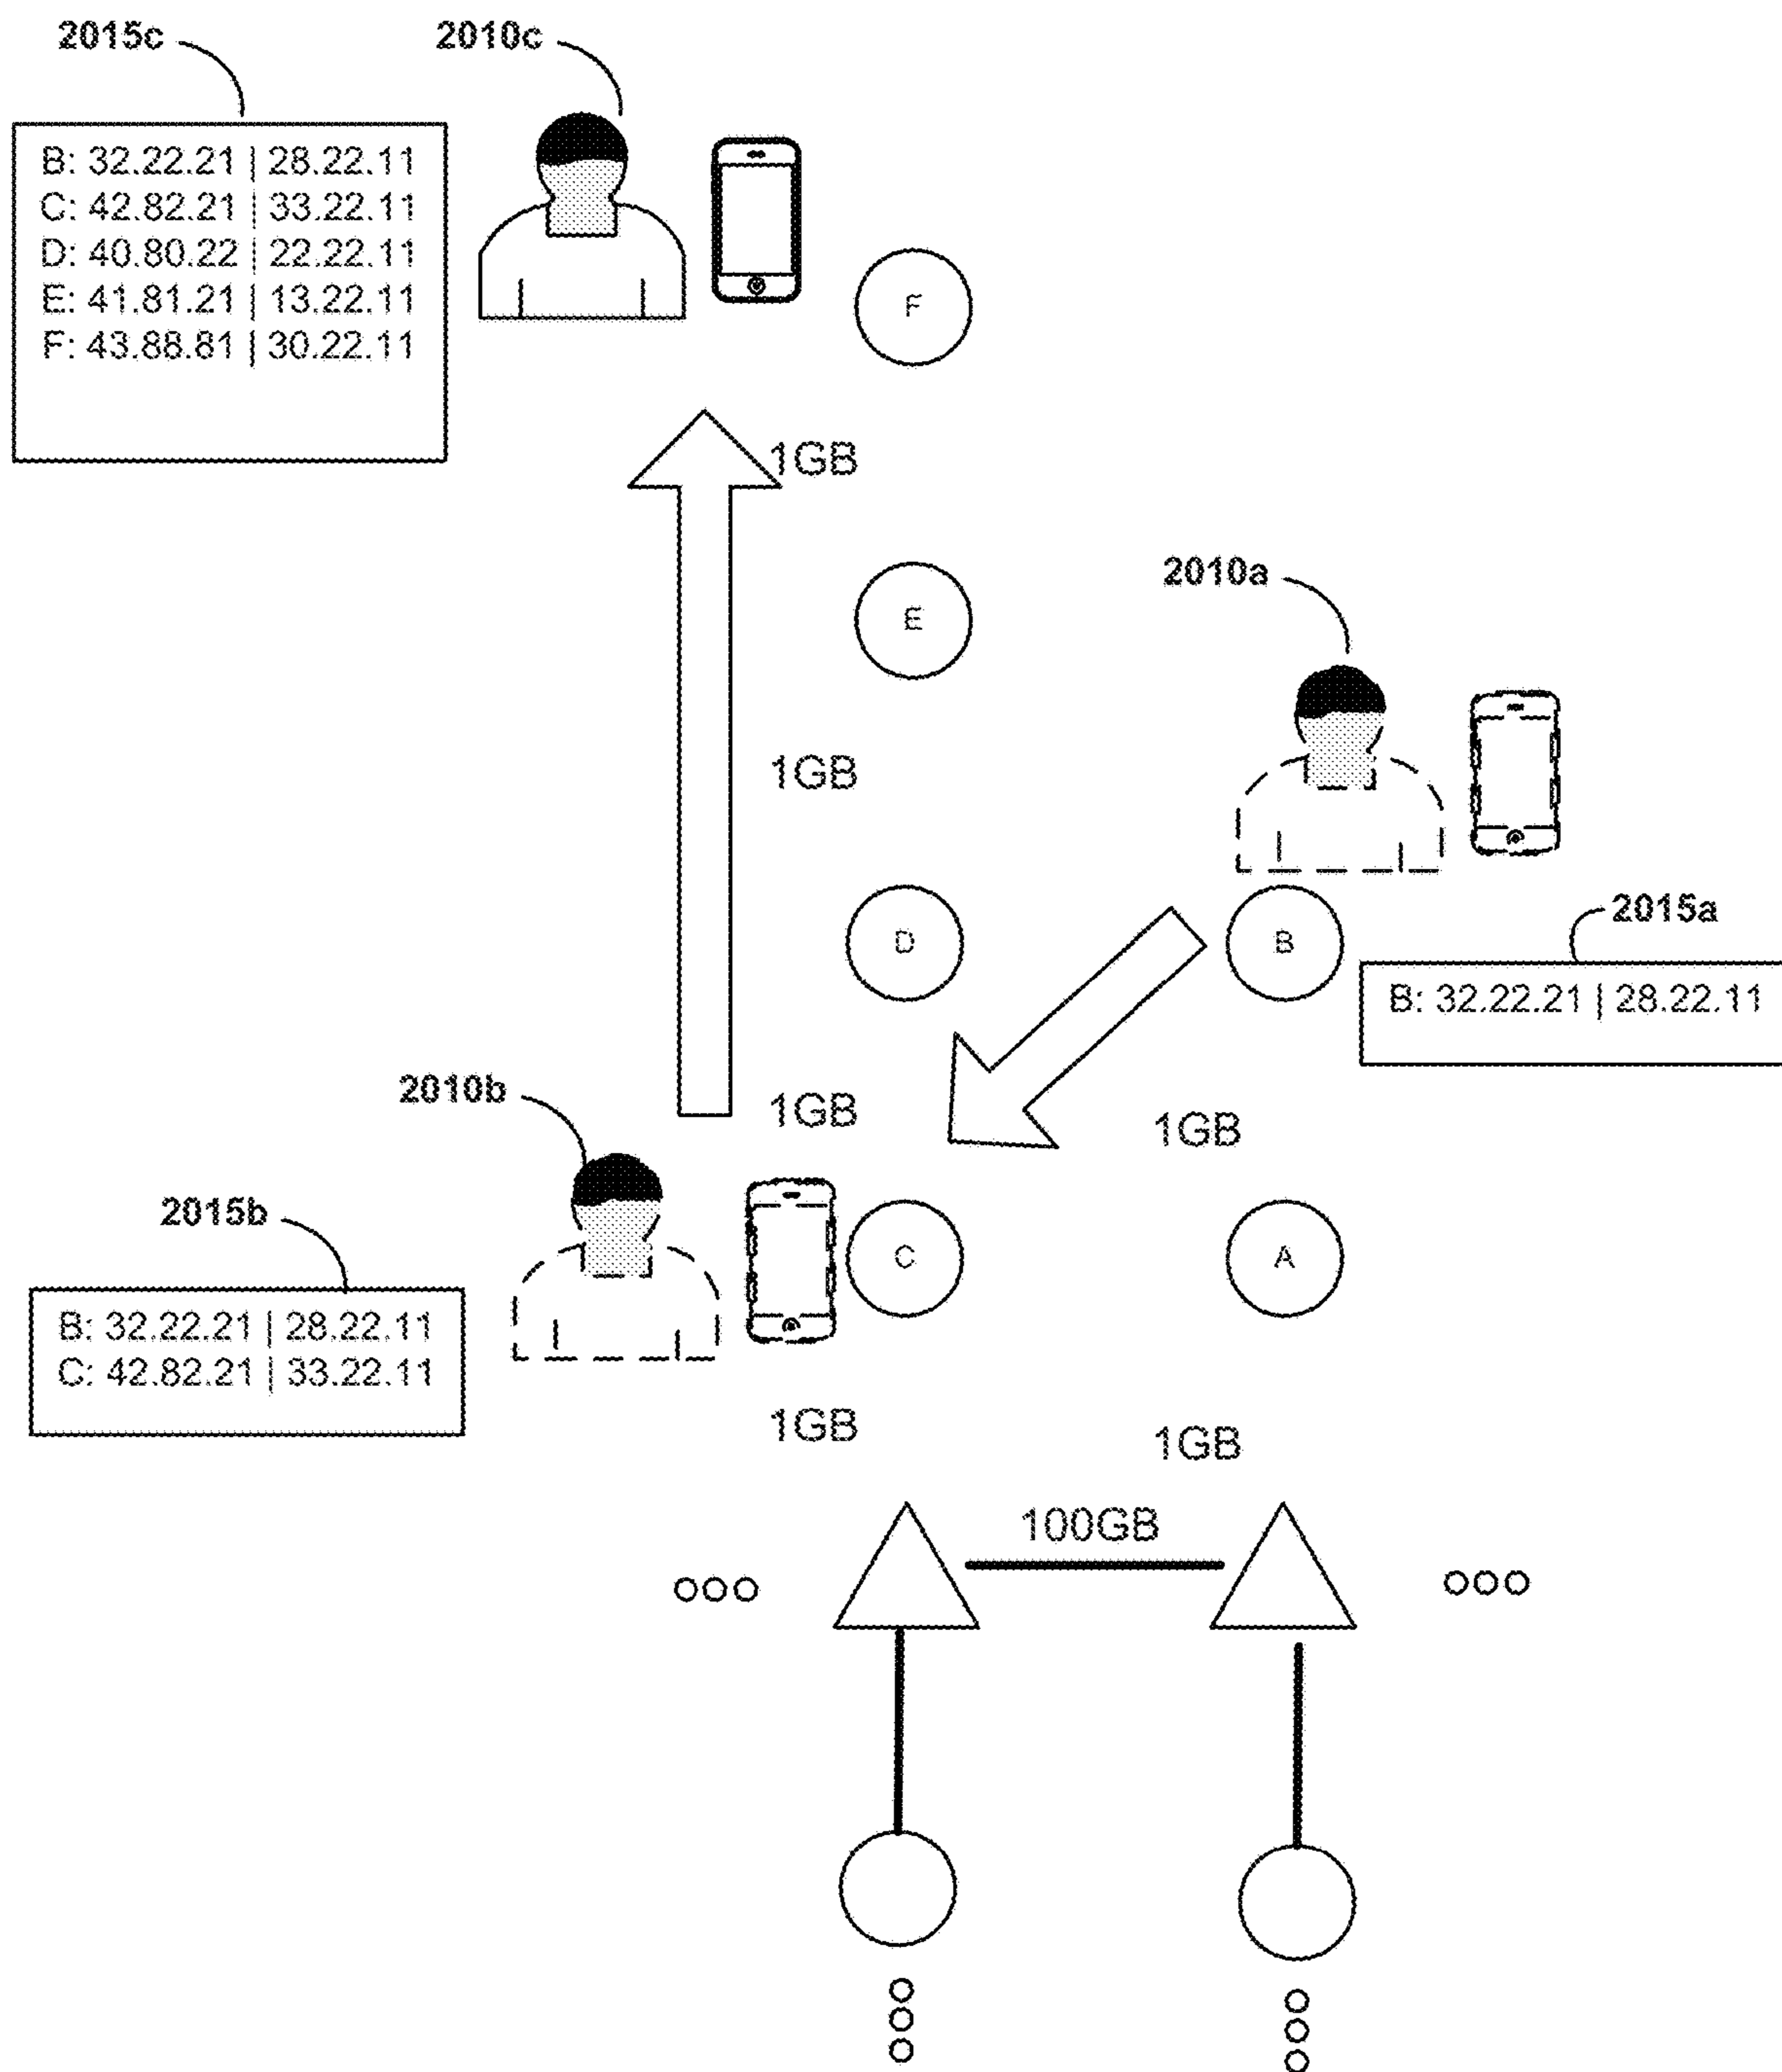 2015c
2010c
B: 32.22.21 | 28.22.11
C: 42.82.21 | 33.22.11
D: 40.80.22 | 22.22.11
E: 41.81.21 | 13.22.11
F: 43.88.81 | 30.22.11
F
1GB
2010a
E
1GB
D
B
2015a
B: 32.22.21 | 28.22.11
2010b
1GB
1GB
2015b
C
A
B: 32.22.21 | 28.22.11
C: 42.82.21 | 33.22.11
1GB
1GB
100GB